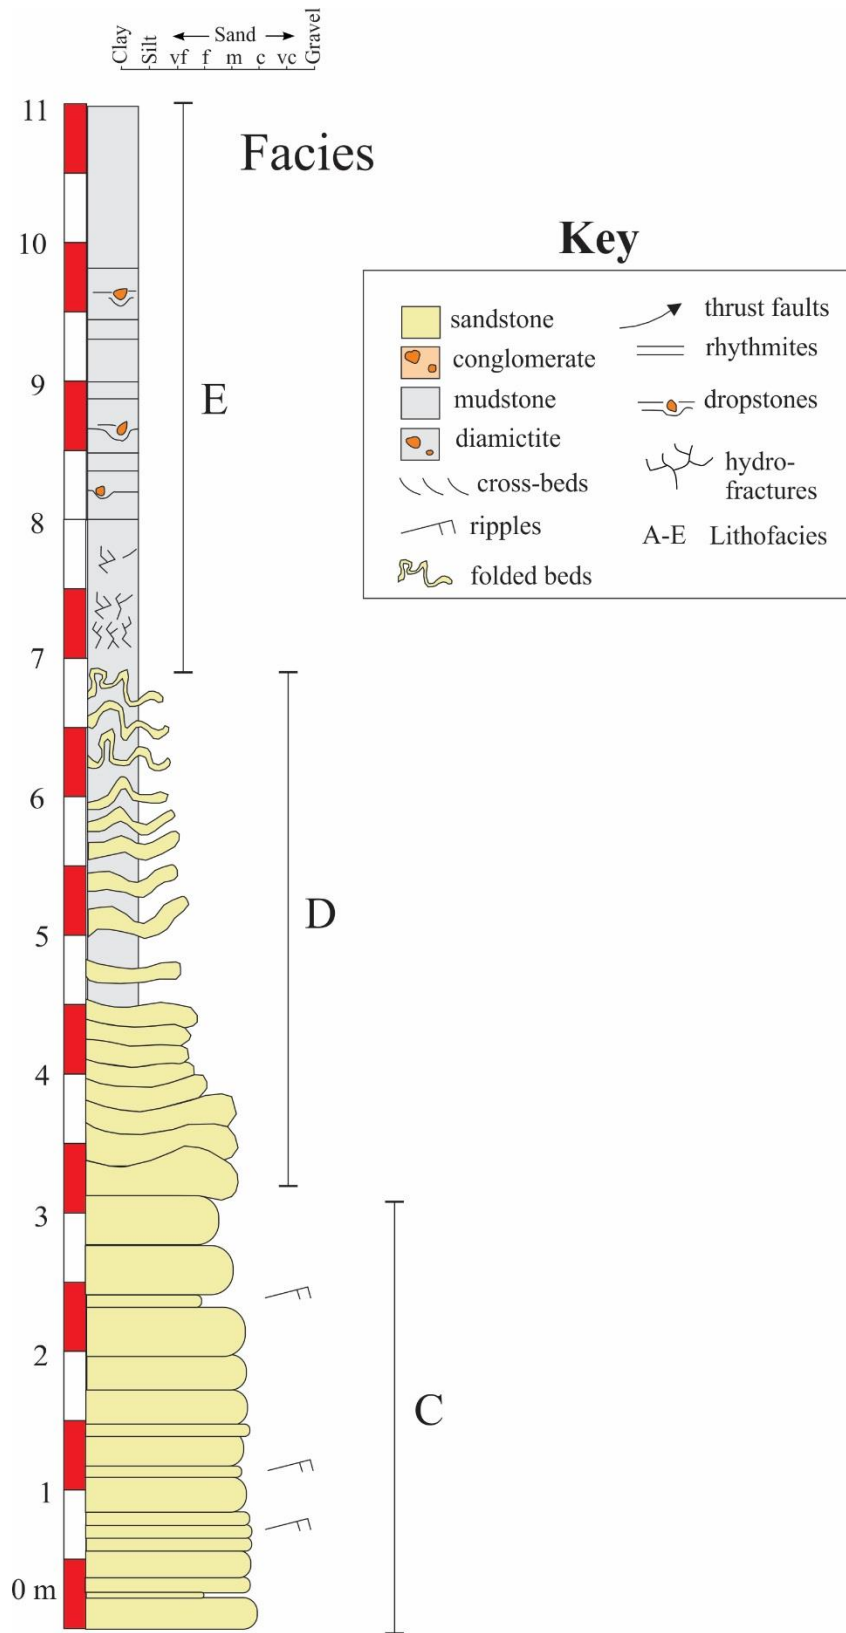 Clay
Silt
vf
f
m
c
vc
Gravel
Sand
Facies
11
10
9
8
7
6
5
4
3
2
1
0 m
E
D
C
Key
sandstone
conglomerate
mudstone
diamictite
cross-beds
ripples
folded beds
thrust faults
rhythmites
dropstones
hydro-
fractures
A-E Lithofacies